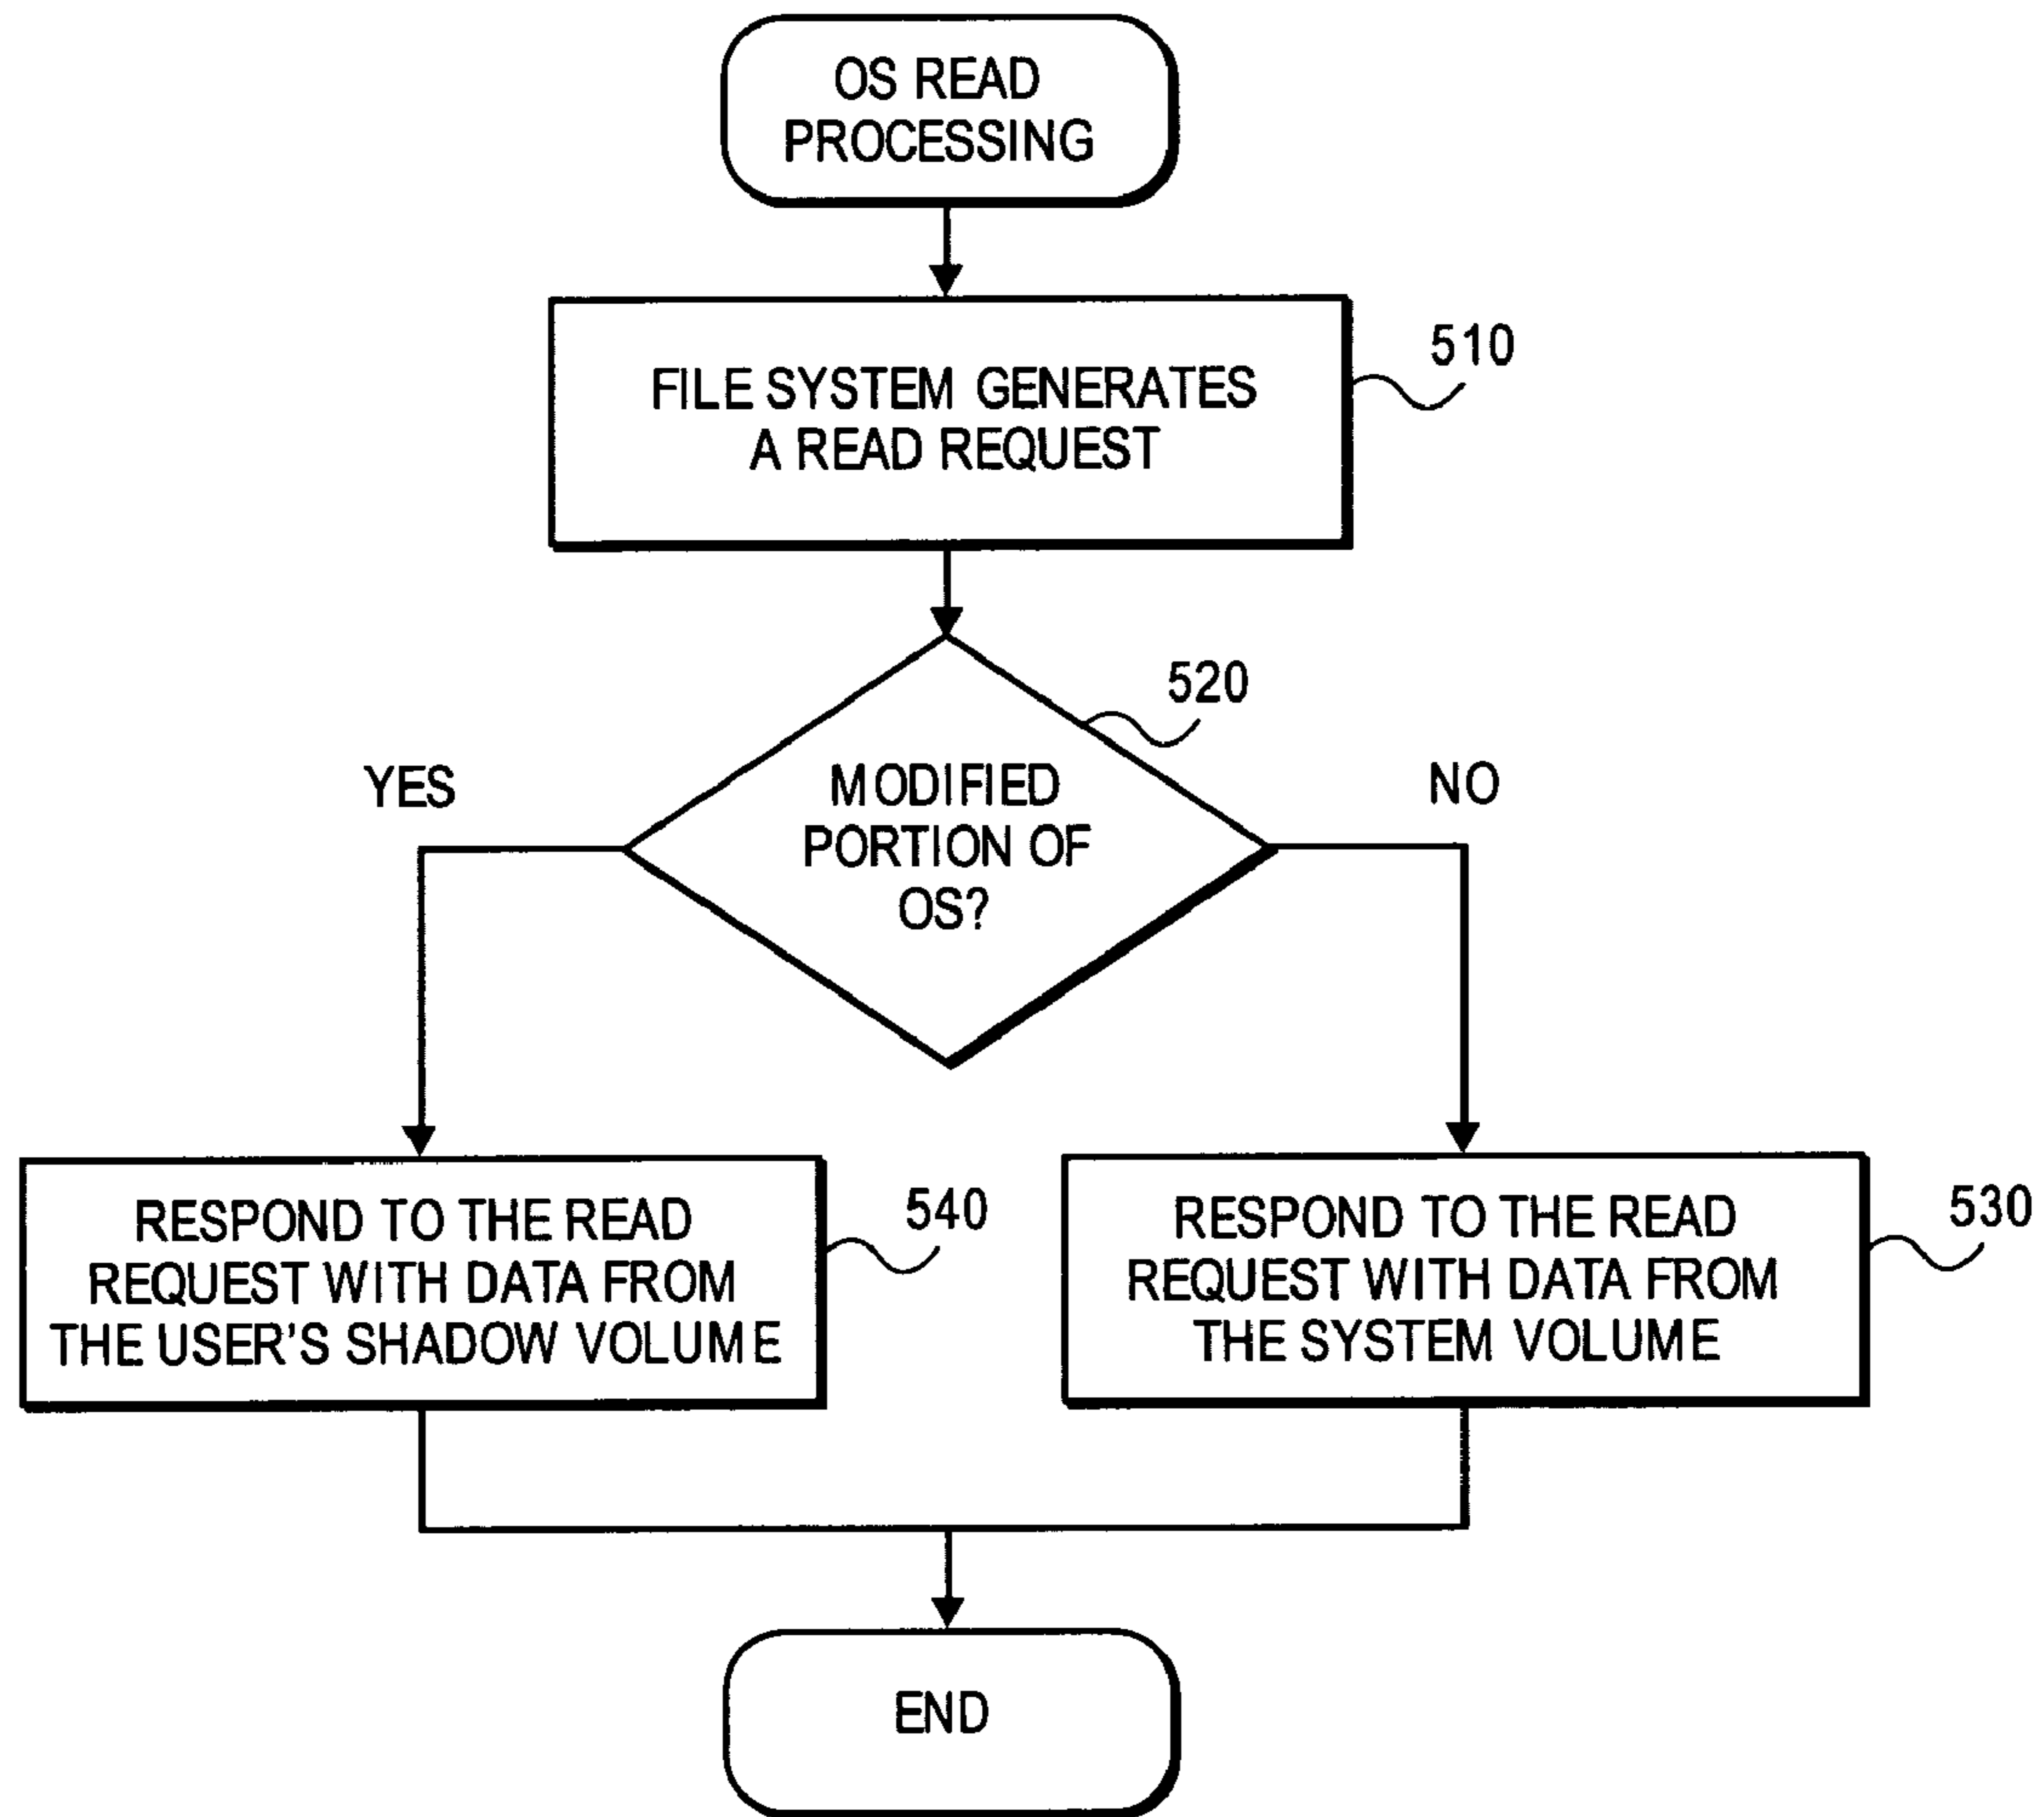 OS READ
PROCESSING
FILE SYSTEM GENERATES
A READ REQUEST
510
520
YES
MODIFIED
PORTION OF
OS?
NO
RESPOND TO THE READ
REQUEST WITH DATA FROM
THE USER'S SHADOW VOLUME
540
RESPOND TO THE READ
REQUEST WITH DATA FROM
THE SYSTEM VOLUME
530
END